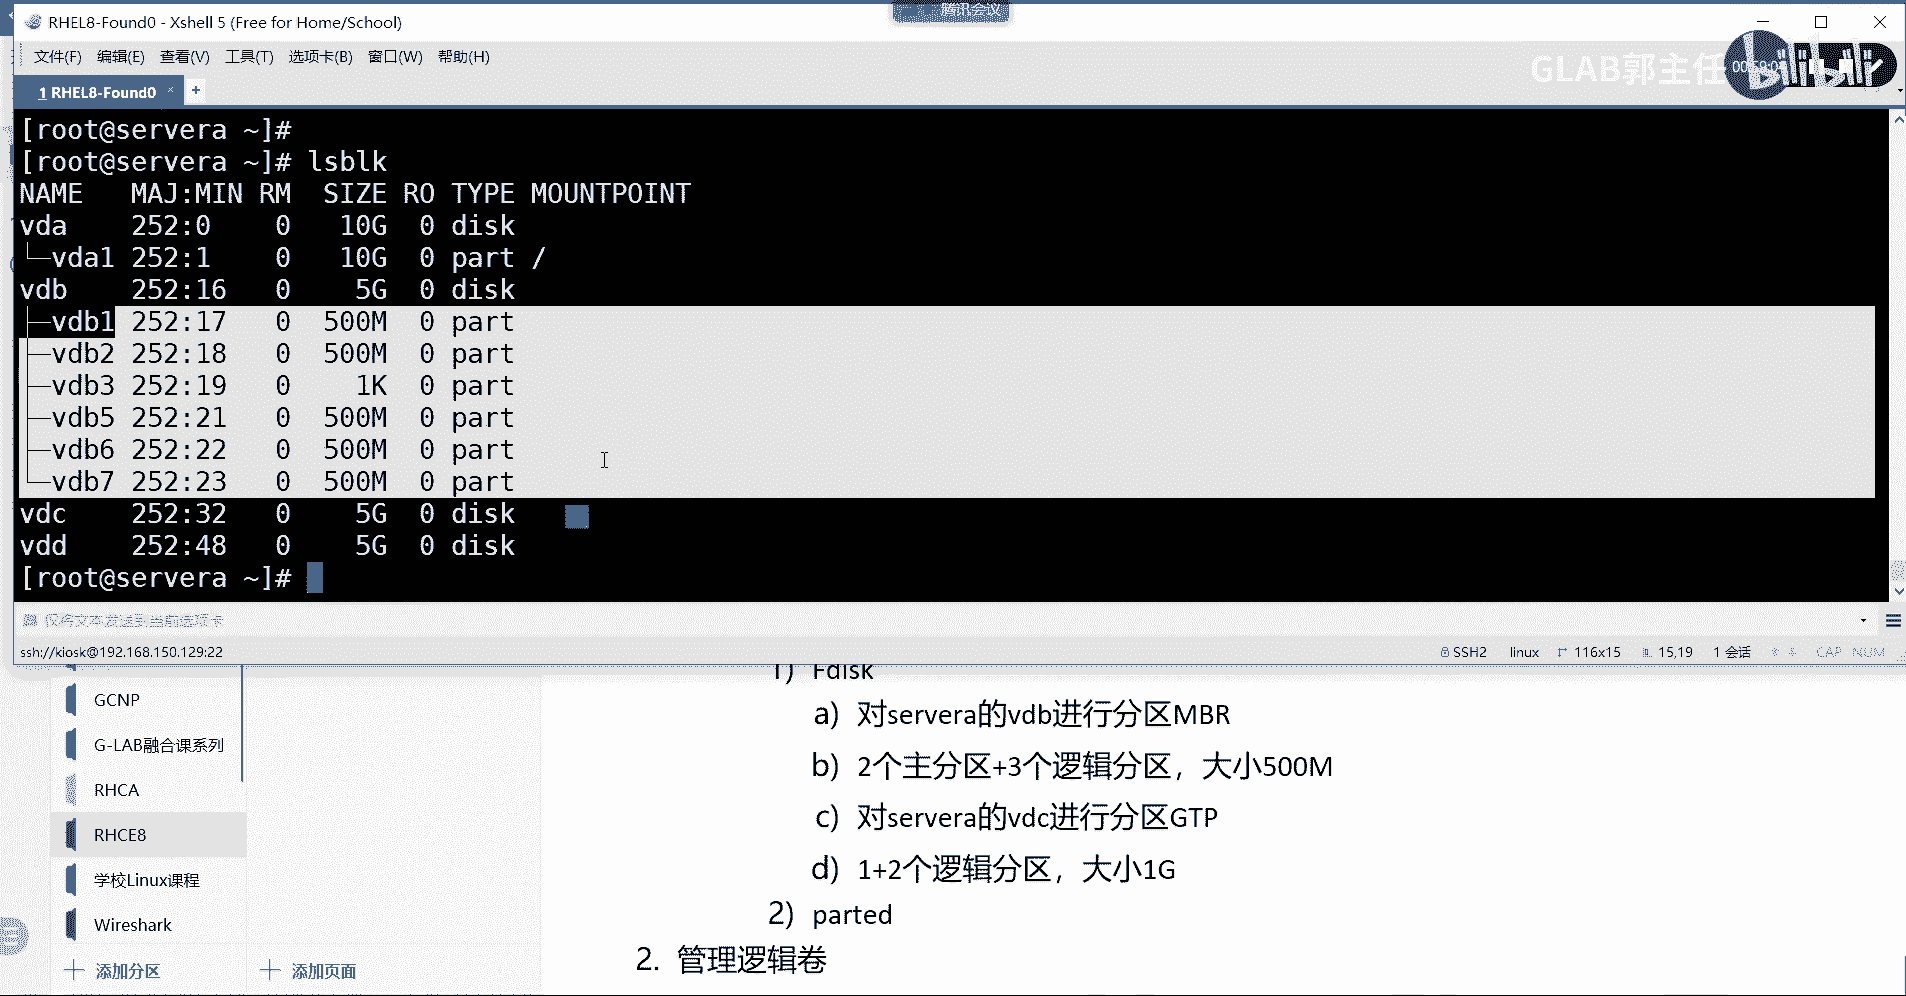 腾讯会议
RHEL8-Found0 - Xshell 5 (Free for Home/School)
文件(F) 编辑(E) 查看(V) 工具(T) 选项卡(B) 窗口(W) 帮助(H)
GLAB郭主任
bilibili
1 RHEL8-Found0 × +
[root@servera ~]#
[root@servera ~]# lsblk
NAME MAJ:MIN RM SIZE RO TYPE MOUNTPOINT
vda 252:0 0 10G 0 disk
└─vda1 252:1 0 10G 0 part /
vdb 252:16 0 5G 0 disk
├─vdb1 252:17 0 500M 0 part
├─vdb2 252:18 0 500M 0 part
├─vdb3 252:19 0 1K 0 part
├─vdb5 252:21 0 500M 0 part
├─vdb6 252:22 0 500M 0 part
└─vdb7 252:23 0 500M 0 part
vdc 252:32 0 5G 0 disk
vdd 252:48 0 5G 0 disk
[root@servera ~]#
仅将文本发送到当前选项卡
ssh://kiosk@192.168.150.129:22 SSH2 linux 116x15 15,19 1 会话 CAP NUM
GCNP
G-LAB融合课系列
RHCA
RHCE8
学校Linux课程
Wireshark
添加分区
添加页面
1) Fdisk
a) 对servera的vdb进行分区MBR
b) 2个主分区+3个逻辑分区，大小500M
c) 对servera的vdc进行分区GTP
d) 1+2个逻辑分区，大小1G
2) parted
2. 管理逻辑卷